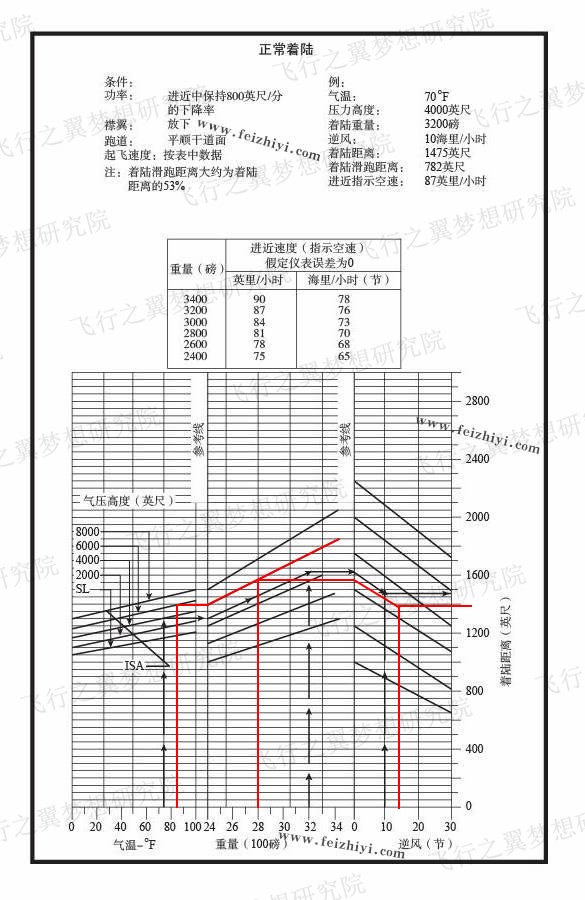 正常着陆
条件：
功率： 进近中保持800英尺/分
的下降率
襟翼： 放下
跑道： 平顺干道面
起飞速度：按表中数据
注：着陆滑跑距离大约为着陆
距离的53%
例：
气温： 70°F
压力高度： 4000英尺
着陆重量： 3200磅
逆风： 10海里/小时
着陆距离： 1475英尺
着陆滑跑距离： 782英尺
进近指示空速： 87英里/小时
www.feizhiyi.com
重量（磅） 进近速度（指示空速）
假定仪表误差为0
英里/小时 海里/小时（节）
3400 90 78
3200 87 76
3000 84 73
2800 81 70
2600 78 68
2400 75 65
参考线
参考线
www.feizhiyi.com
气压高度（英尺）
8000
6000
4000
2000
SL
ISA
2800
2400
2000
1600
1200
800
400
0
着陆距离（英尺）
0 20 40 60 80 100 24 26 28 30 32 34 0 10 20 30
气温-°F 重量（100磅） 逆风（节）
www.feizhiyi.com
飞行之翼梦想研究院